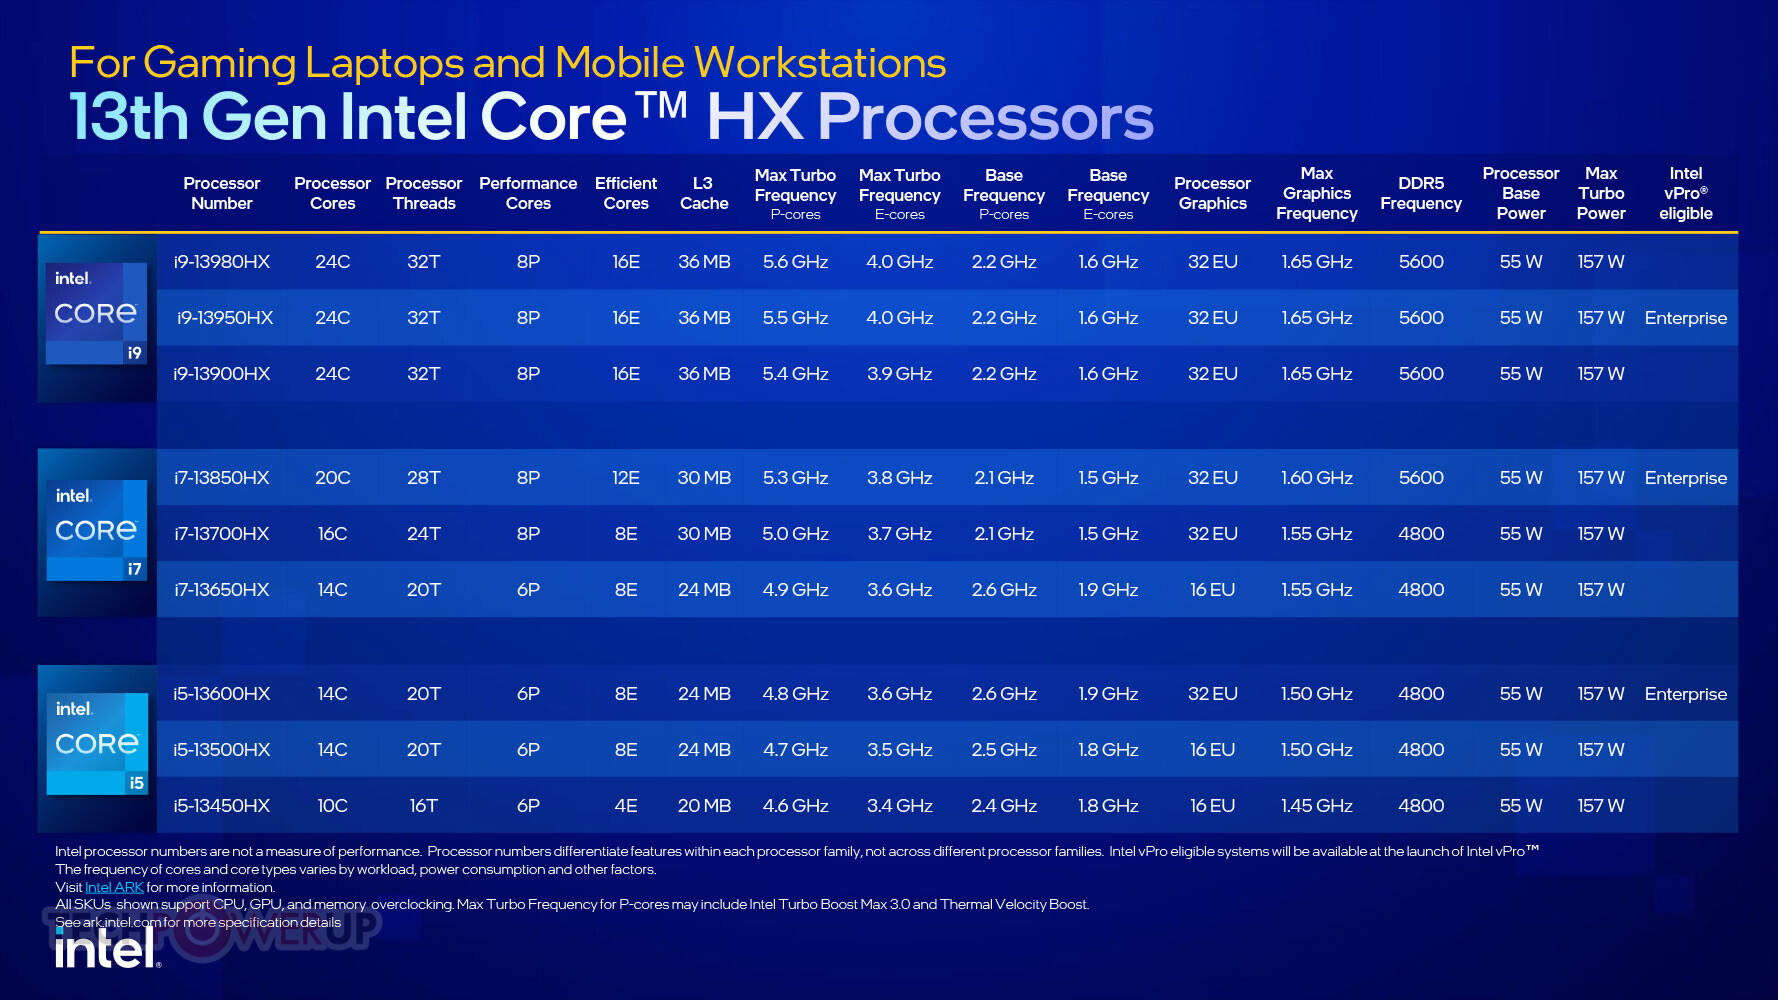 For Gaming Laptops and Mobile Workstations
13th Gen Intel Core™ HX Processors
Processor Number Processor Cores Processor Threads Performance Cores Efficient Cores L3 Cache Max Turbo Frequency P-cores Max Turbo Frequency E-cores Base Frequency P-cores Base Frequency E-cores Processor Graphics Max Graphics Frequency DDR5 Frequency Processor Base Power Max Turbo Power Intel vPro® eligible
intel.
CORE
i9
i9-13980HX 24C 32T 8P 16E 36 MB 5.6 GHz 4.0 GHz 2.2 GHz 1.6 GHz 32 EU 1.65 GHz 5600 55 W 157 W
i9-13950HX 24C 32T 8P 16E 36 MB 5.5 GHz 4.0 GHz 2.2 GHz 1.6 GHz 32 EU 1.65 GHz 5600 55 W 157 W Enterprise
i9-13900HX 24C 32T 8P 16E 36 MB 5.4 GHz 3.9 GHz 2.2 GHz 1.6 GHz 32 EU 1.65 GHz 5600 55 W 157 W
intel.
CORE
i7
i7-13850HX 20C 28T 8P 12E 30 MB 5.3 GHz 3.8 GHz 2.1 GHz 1.5 GHz 32 EU 1.60 GHz 5600 55 W 157 W Enterprise
i7-13700HX 16C 24T 8P 8E 30 MB 5.0 GHz 3.7 GHz 2.1 GHz 1.5 GHz 32 EU 1.55 GHz 4800 55 W 157 W
i7-13650HX 14C 20T 6P 8E 24 MB 4.9 GHz 3.6 GHz 2.6 GHz 1.9 GHz 16 EU 1.55 GHz 4800 55 W 157 W
intel.
CORE
i5
i5-13600HX 14C 20T 6P 8E 24 MB 4.8 GHz 3.6 GHz 2.6 GHz 1.9 GHz 32 EU 1.50 GHz 4800 55 W 157 W Enterprise
i5-13500HX 14C 20T 6P 8E 24 MB 4.7 GHz 3.5 GHz 2.5 GHz 1.8 GHz 16 EU 1.50 GHz 4800 55 W 157 W
i5-13450HX 10C 16T 6P 4E 20 MB 4.6 GHz 3.4 GHz 2.4 GHz 1.8 GHz 16 EU 1.45 GHz 4800 55 W 157 W
Intel processor numbers are not a measure of performance. Processor numbers differentiate features within each processor family, not across different processor families. Intel vPro eligible systems will be available at the launch of Intel vPro™
The frequency of cores and core types varies by workload, power consumption and other factors.
Visit Intel ARK for more information.
All SKUs shown support CPU, GPU, and memory overclocking. Max Turbo Frequency for P-cores may include Intel Turbo Boost Max 3.0 and Thermal Velocity Boost.
See ark.intel.com for more specification details
TECHPOWERUP
intel®